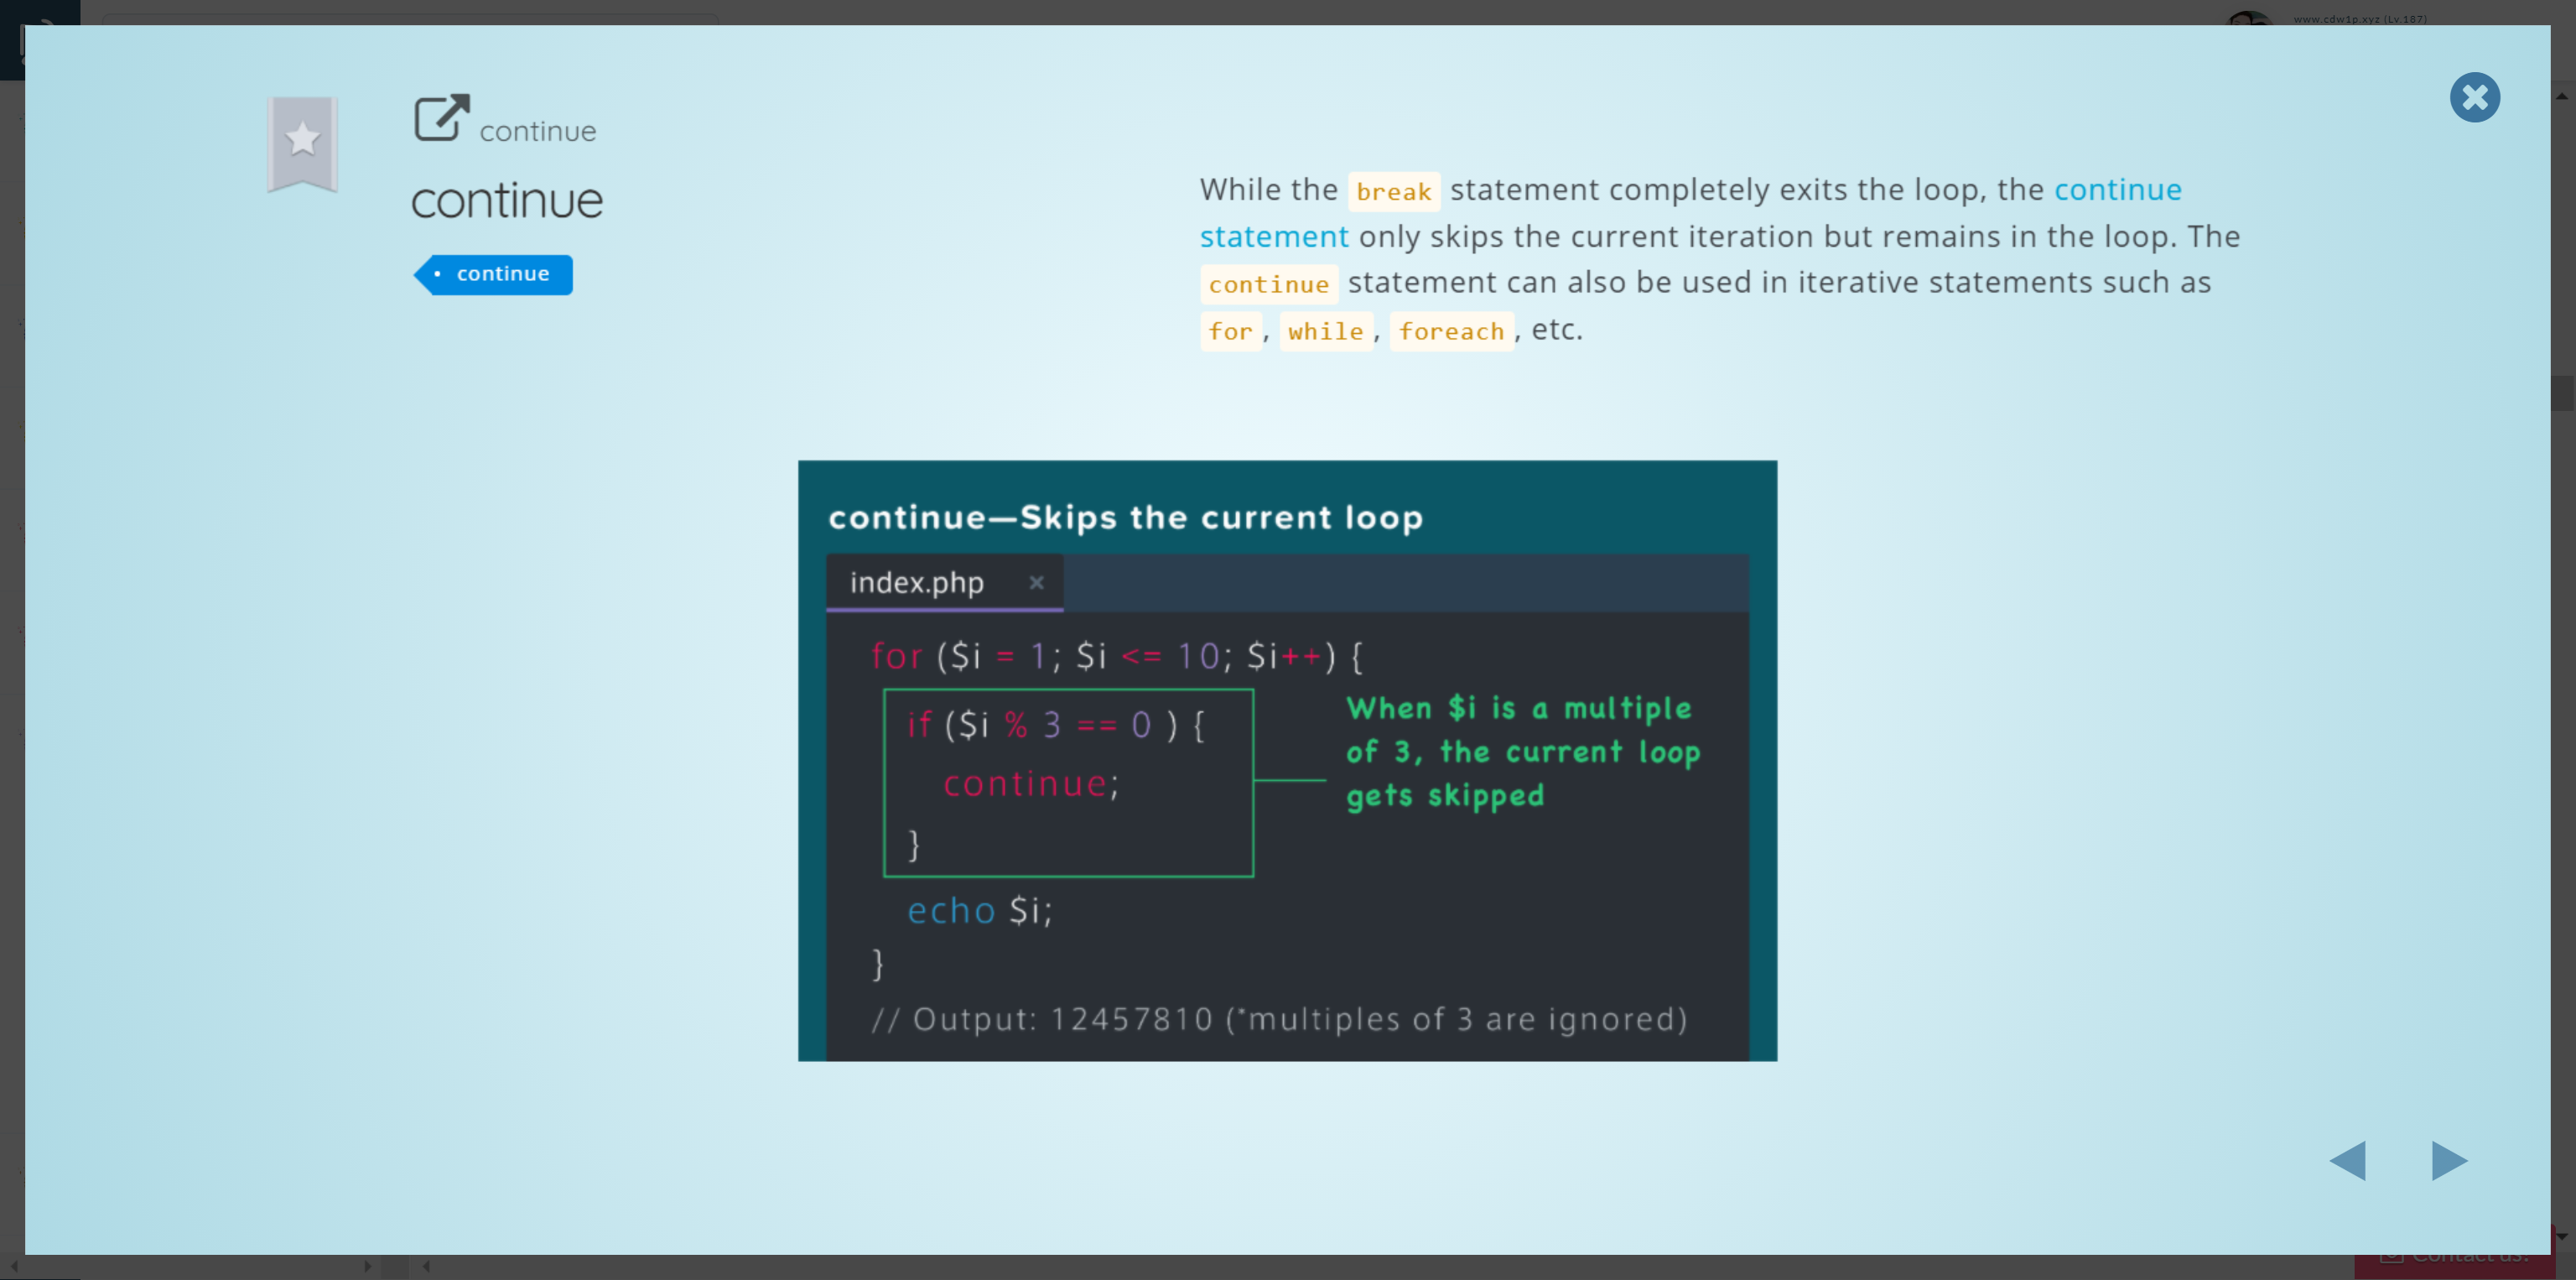 www.cdw1p.xyz (Lv.187)
continue
continue
continue
While the break statement completely exits the loop, the continue
statement only skips the current iteration but remains in the loop. The
continue statement can also be used in iterative statements such as
for, while, foreach, etc.
continue—Skips the current loop
index.php
for ($i = 1; $i <= 10; $i++) {
if ($i % 3 == 0 ) {
continue;
}
When $i is a multiple
of 3, the current loop
gets skipped
echo $i;
}
// Output: 12457810 (*multiples of 3 are ignored)
Contact us!